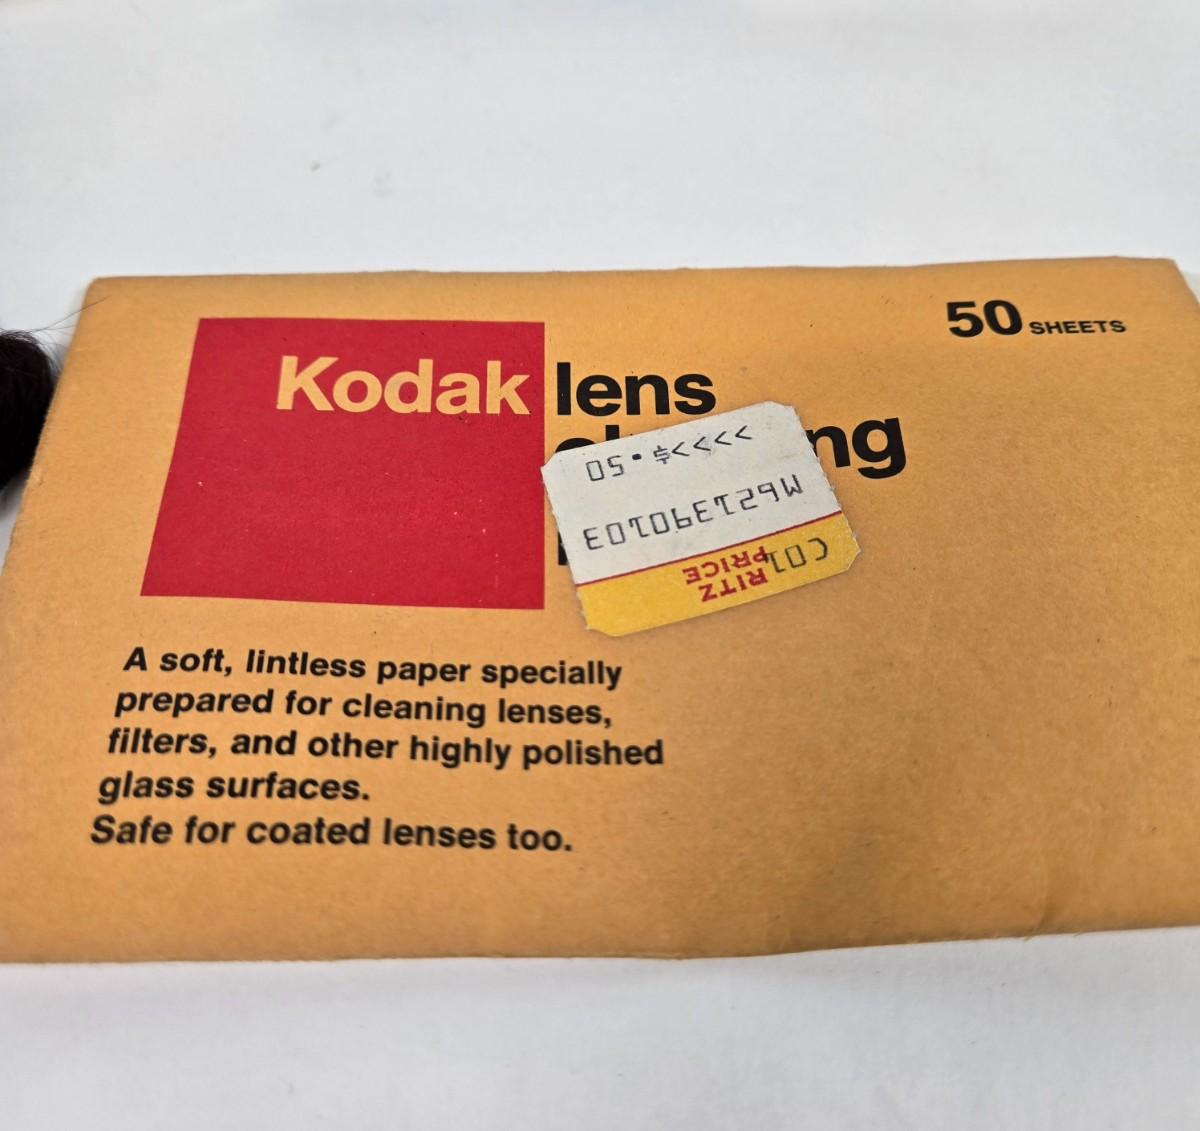 50 SHEETS
Kodak lens
RITZ
PRICE
C01
M621390103
>>>>$.50
A soft, lintless paper specially
prepared for cleaning lenses,
filters, and other highly polished
glass surfaces.
Safe for coated lenses too.